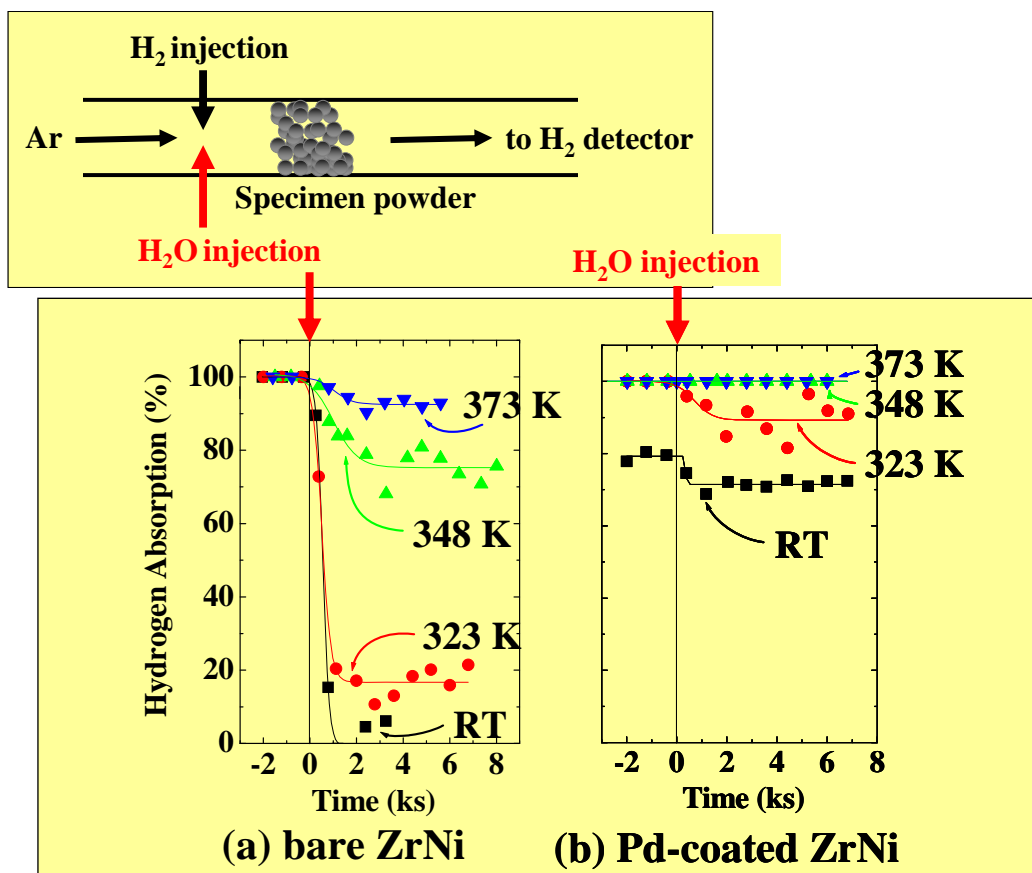 H₂ injection
Ar
to H₂ detector
Specimen powder
H₂O injection
H₂O injection
Hydrogen Absorption (%)
100
80
60
40
20
0
373 K
348 K
323 K
RT
-2 0 2 4 6 8
Time (ks)
(a) bare ZrNi
373 K
348 K
323 K
RT
-2 0 2 4 6 8
Time (ks)
(b) Pd-coated ZrNi